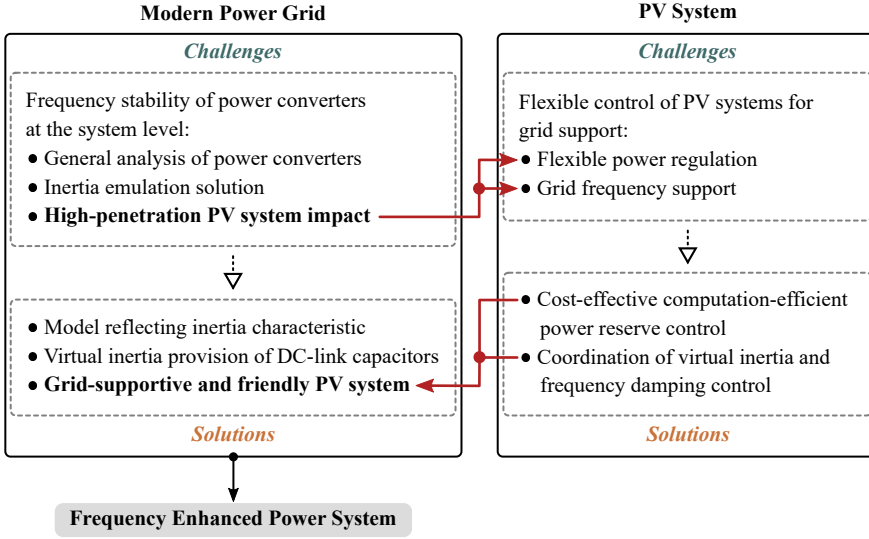 Modern Power Grid
Challenges
Frequency stability of power converters
at the system level:
● General analysis of power converters
● Inertia emulation solution
● High-penetration PV system impact
● Model reflecting inertia characteristic
● Virtual inertia provision of DC-link capacitors
● Grid-supportive and friendly PV system
Solutions
Frequency Enhanced Power System
PV System
Challenges
Flexible control of PV systems for
grid support:
● Flexible power regulation
● Grid frequency support
● Cost-effective computation-efficient
power reserve control
● Coordination of virtual inertia and
frequency damping control
Solutions